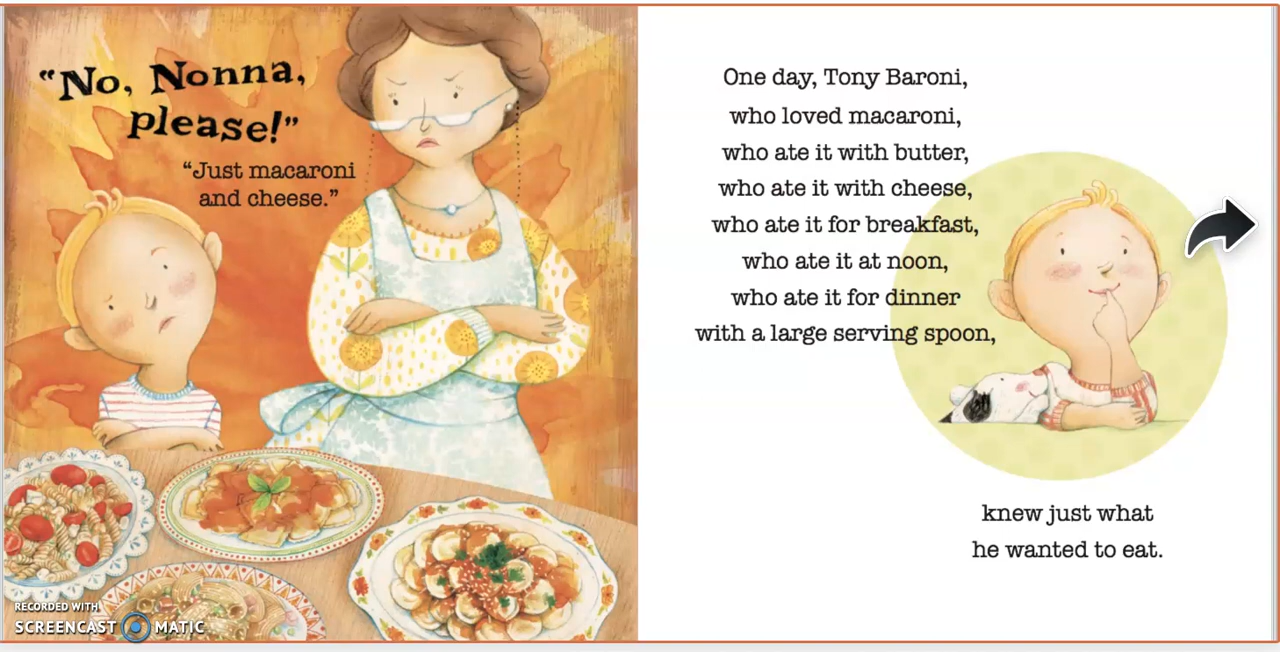 “No, Nonna,
please!”
“Just macaroni
and cheese.”
RECORDED WITH
SCREENCAST MATIC
One day, Tony Baroni,
who loved macaroni,
who ate it with butter,
who ate it with cheese,
who ate it for breakfast,
who ate it at noon,
who ate it for dinner
with a large serving spoon,
knew just what
he wanted to eat.